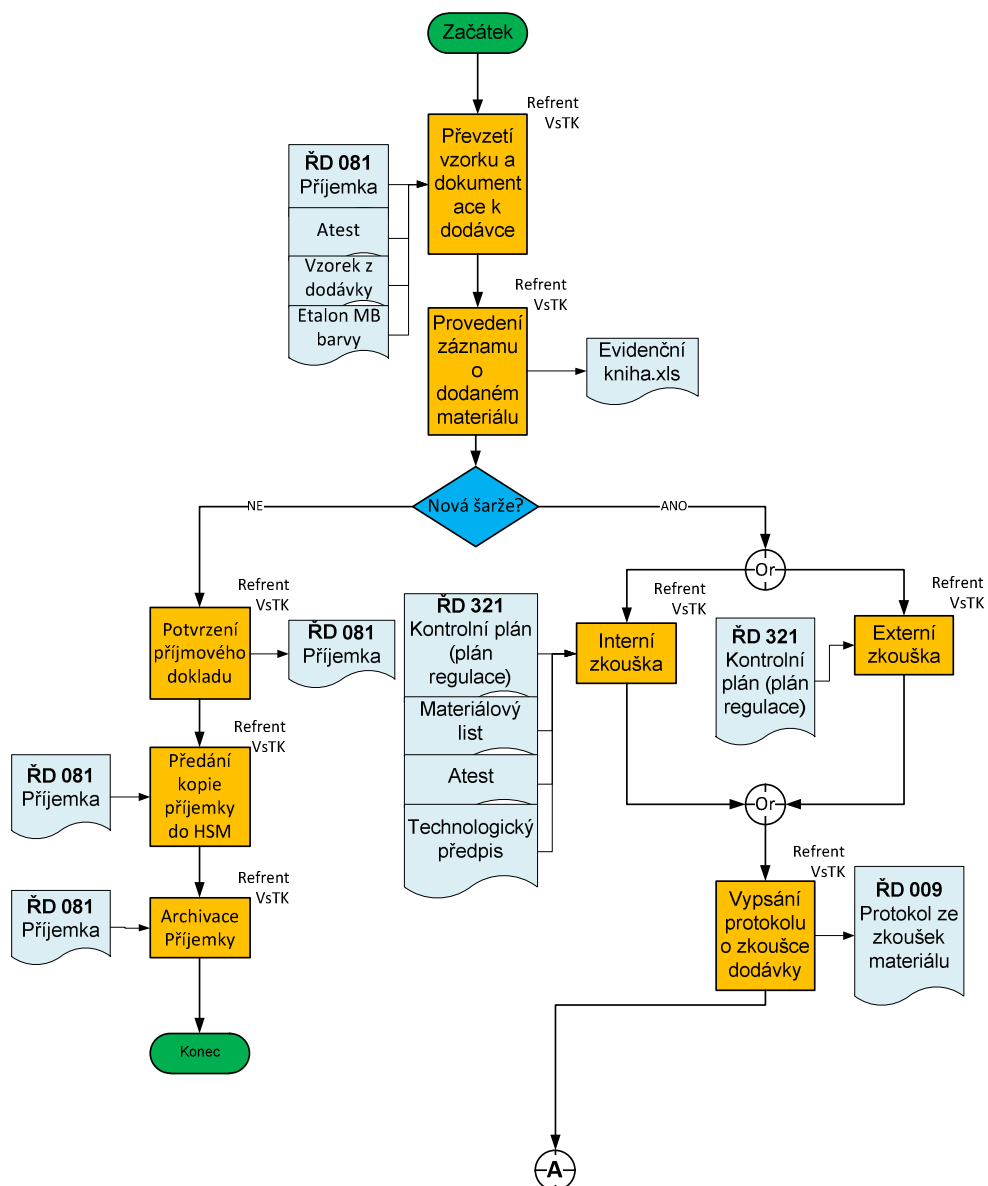 Začátek
Refrent
VsTK
Převzetí
vzorku a
dokument
ace k
dodávce
ŘD 081
Příjemka
Atest
Vzorek z
dodávky
Etalon MB
barvy
Refrent
VsTK
Provedení
záznamu
o
dodaném
materiálu
Evidenční
kniha.xls
Nová šarže?
NE
ANO
Or
Refrent
VsTK
Potvrzení
příjmového
dokladu
ŘD 081
Příjemka
Refrent
VsTK
Předání
kopie
příjemky
do HSM
ŘD 081
Příjemka
Refrent
VsTK
Archivace
Příjemky
ŘD 081
Příjemka
Konec
ŘD 321
Kontrolní plán
(plán
regulace)
Materiálový
list
Atest
Technologický
předpis
Refrent
VsTK
Interní
zkouška
ŘD 321
Kontrolní
plán (plán
regulace)
Refrent
VsTK
Externí
zkouška
Or
Refrent
VsTK
Vypsání
protokolu
o zkoušce
dodávky
ŘD 009
Protokol ze
zkoušek
materiálu
A